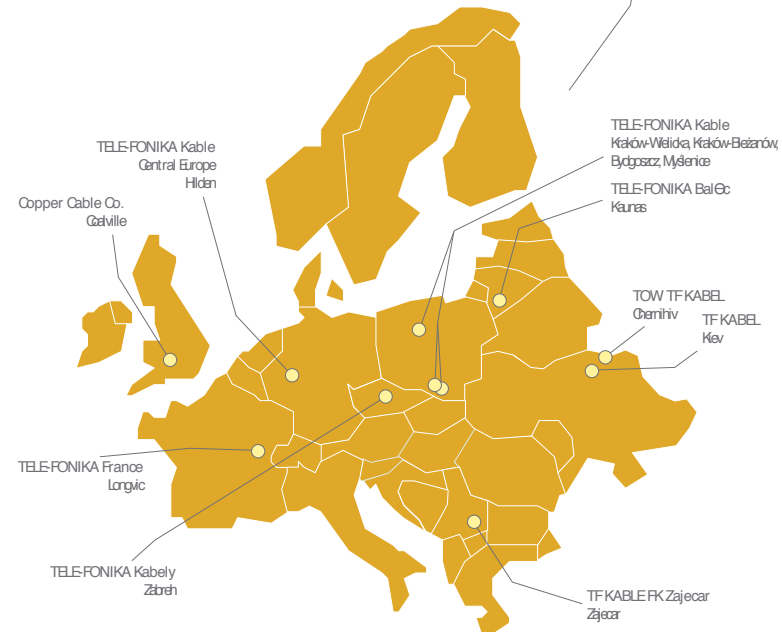 TELE-FONIKA Kable
Kraków-Wielicka, Kraków-Bieżanów,
Bydgoszcz, Myślenice
TELE-FONIKA Kable
Central Europe
Hilden
TELE-FONIKA BalƟc
Kaunas
Copper Cable Co.
Coalville
TOW TF KABEL
Chernihiv
TF KABEL
Kiev
TELE-FONIKA France
Longvic
TELE-FONIKA Kabely
Zábřeh
TF KABLE FK Zajecar
Zajecar